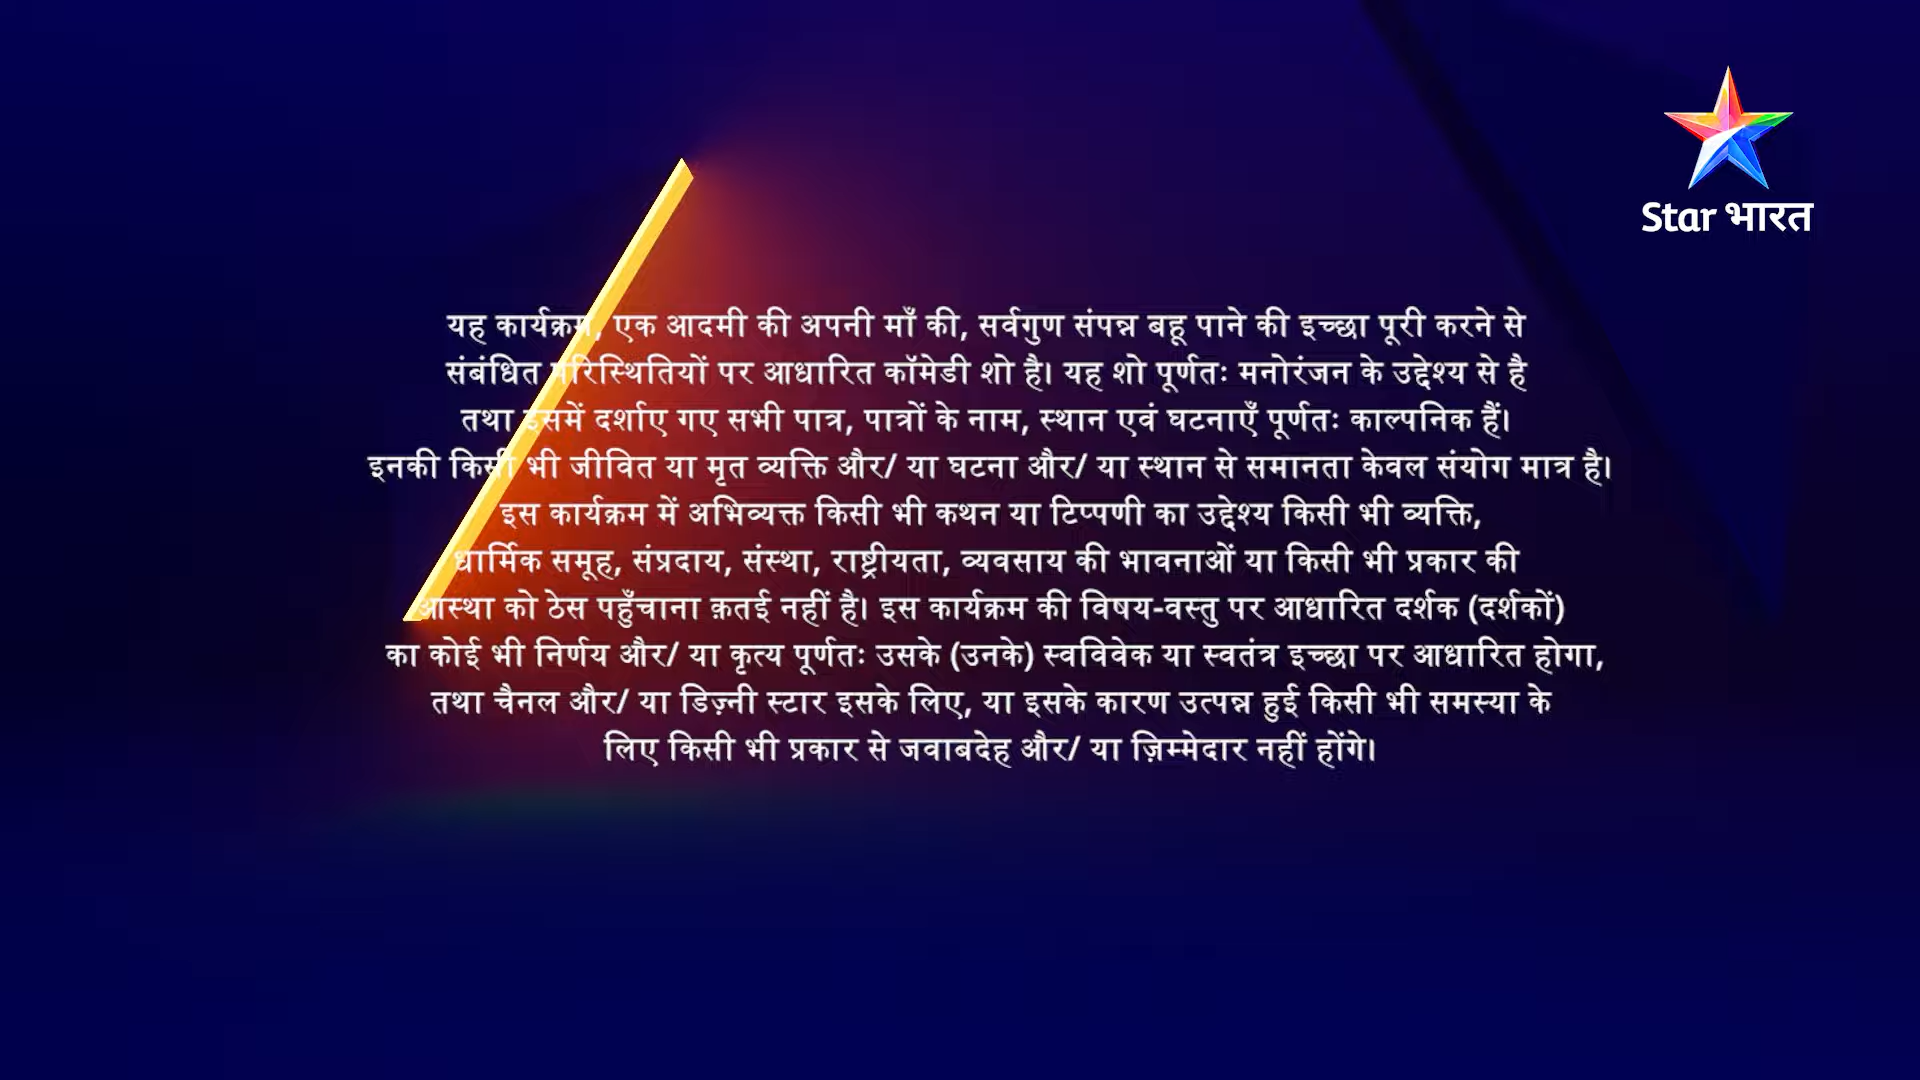 Star भारत
यह कार्यक्रम, एक आदमी की अपनी माँ की, सर्वगुण संपन्न बहू पाने की इच्छा पूरी करने से
संबंधित परिस्थितियों पर आधारित कॉमेडी शो है। यह शो पूर्णतः मनोरंजन के उद्देश्य से है
तथा इसमें दर्शाए गए सभी पात्र, पात्रों के नाम, स्थान एवं घटनाएँ पूर्णतः काल्पनिक हैं।
इनकी किसी भी जीवित या मृत व्यक्ति और/ या घटना और/ या स्थान से समानता केवल संयोग मात्र है।
इस कार्यक्रम में अभिव्यक्त किसी भी कथन या टिप्पणी का उद्देश्य किसी भी व्यक्ति,
धार्मिक समूह, संप्रदाय, संस्था, राष्ट्रीयता, व्यवसाय की भावनाओं या किसी भी प्रकार की
आस्था को ठेस पहुँचाना क़तई नहीं है। इस कार्यक्रम की विषय-वस्तु पर आधारित दर्शक (दर्शकों)
का कोई भी निर्णय और/ या कृत्य पूर्णतः उसके (उनके) स्वविवेक या स्वतंत्र इच्छा पर आधारित होगा,
तथा चैनल और/ या डिज़्नी स्टार इसके लिए, या इसके कारण उत्पन्न हुई किसी भी समस्या के
लिए किसी भी प्रकार से जवाबदेह और/ या ज़िम्मेदार नहीं होंगे।